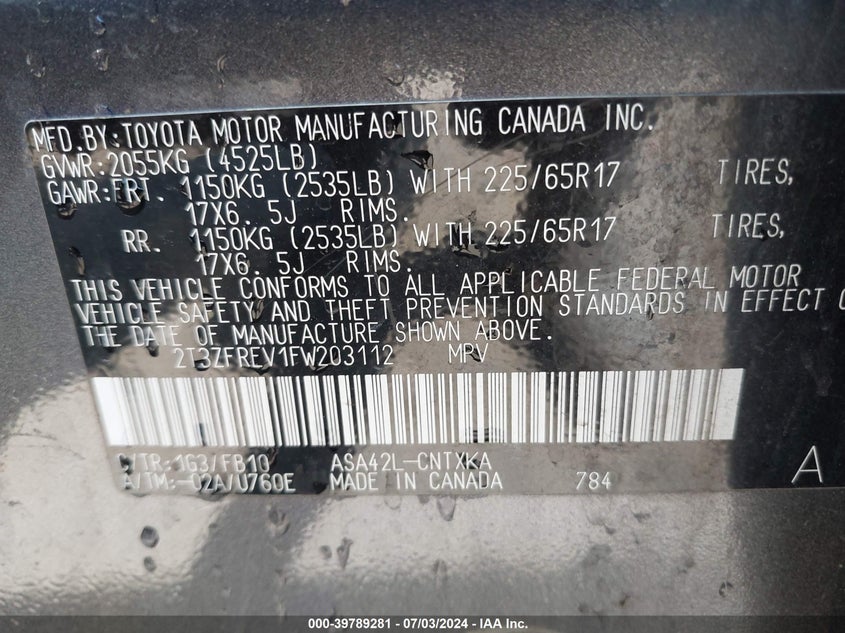 MFD.BY:TOYOTA MOTOR MANUFACTURING CANADA INC.
GVWR:2055KG (4525LB)
GAWR:FRT. 1150KG (2535LB) WITH 225/65R17 TIRES,
17X6. 5J RIMS.
RR. 1150KG (2535LB) WITH 225/65R17 TIRES,
17X6. 5J RIMS.
THIS VEHICLE CONFORMS TO ALL APPLICABLE FEDERAL MOTOR
VEHICLE SAFETY AND THEFT PREVENTION STANDARDS IN EFFECT
THE DATE OF MANUFACTURE SHOWN ABOVE.
2T3ZFREV1FW203112 MPV
C/TR:1G3/FB10 ASA42L-CNTXKA
A/TM:-02A/U760E MADE IN CANADA 784 A
000-39789281 - 07/03/2024 - IAA Inc.